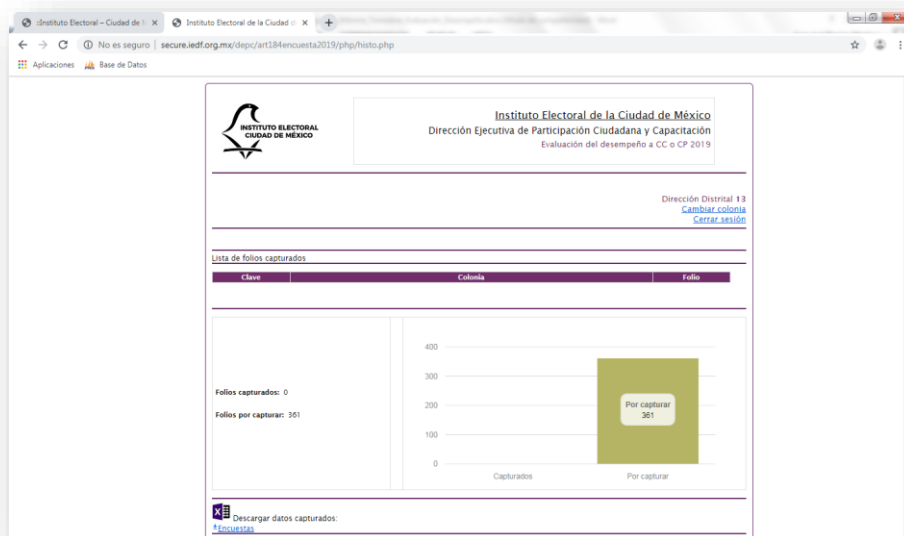 ::Instituto Electoral – Ciudad de
Instituto Electoral de la Ciudad d
No es seguro | secure.iedf.org.mx/depc/art184encuesta2019/php/histo.php
Aplicaciones
Base de Datos
INSTITUTO ELECTORAL
CIUDAD DE MÉXICO
Instituto Electoral de la Ciudad de México
Dirección Ejecutiva de Participación Ciudadana y Capacitación
Evaluación del desempeño a CC o CP 2019
Dirección Distrital 13
Cambiar colonia
Cerrar sesión
Lista de folios capturados
Clave Colonia Folio
Folios capturados: 0
Folios por capturar: 361
400
300
200
100
0
Por capturar
361
Capturados
Por capturar
Descargar datos capturados:
Encuestas